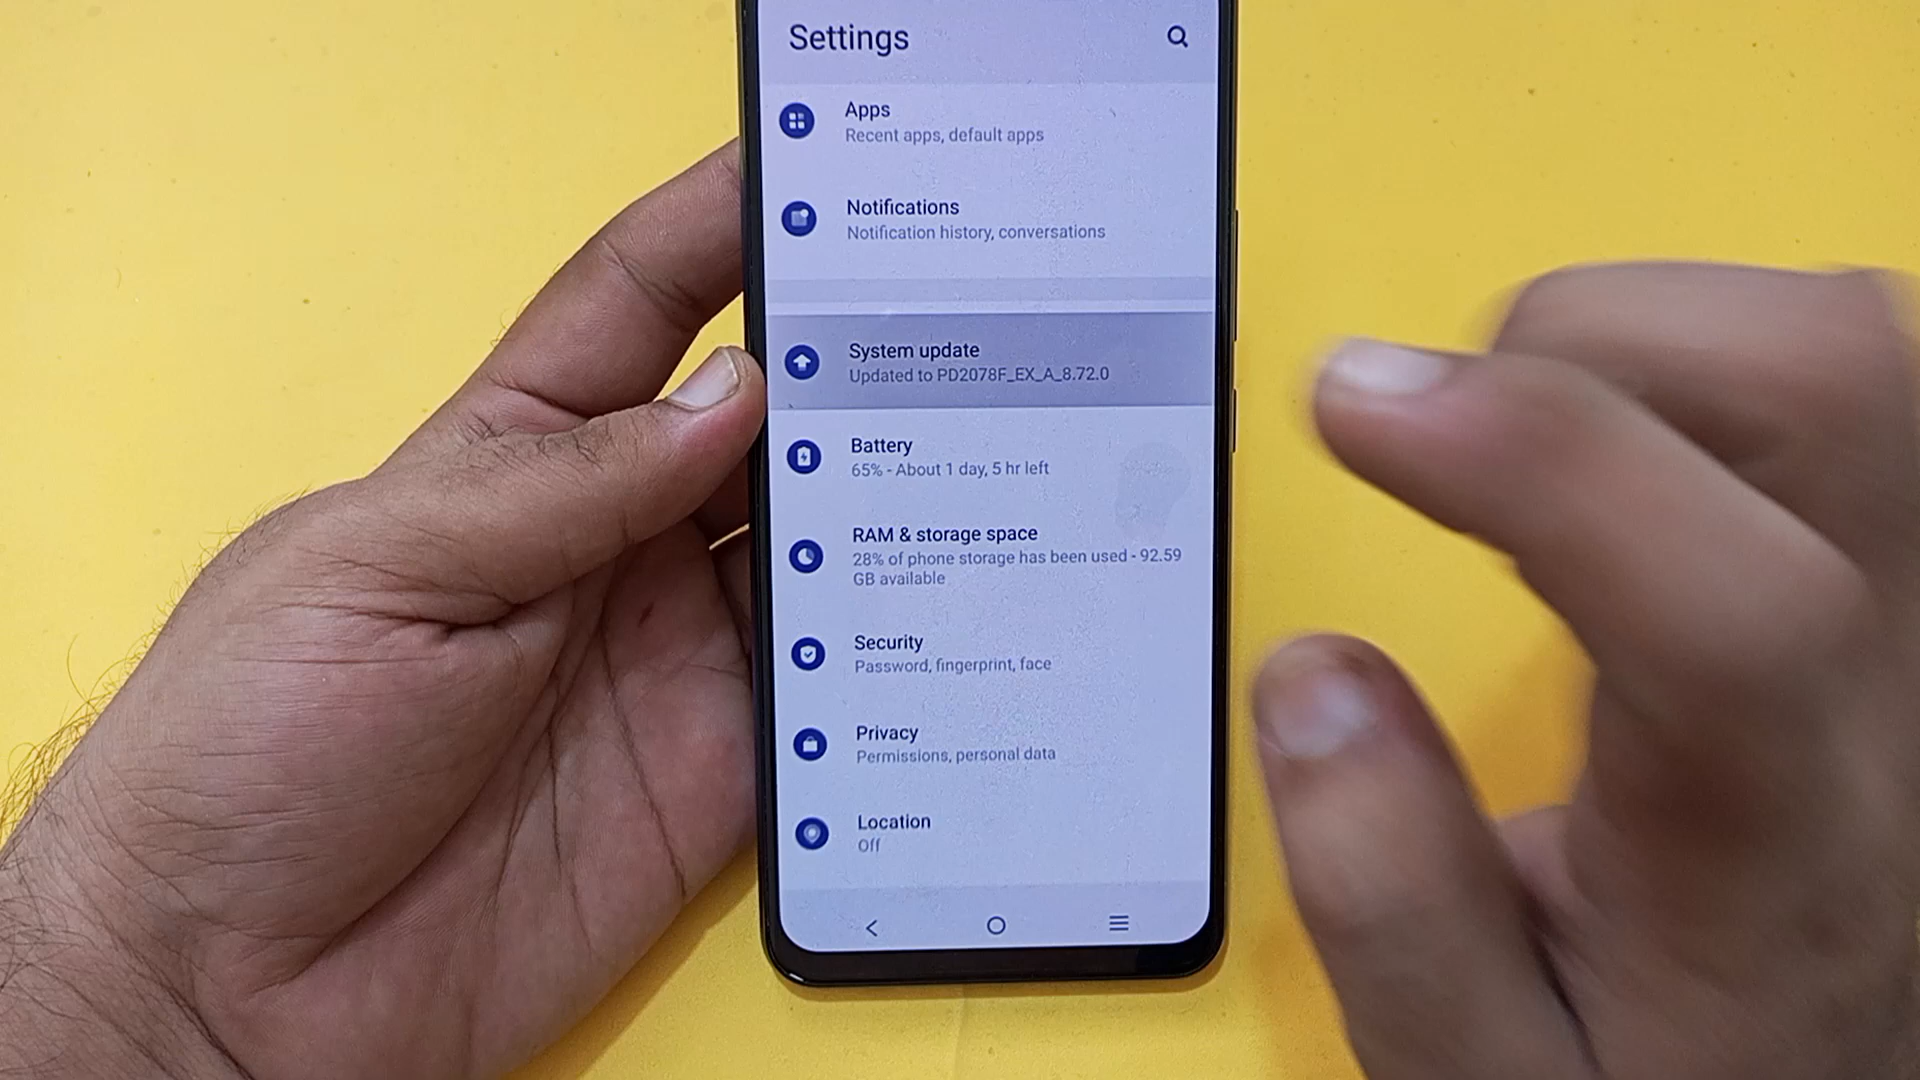 Settings
Apps
Recent apps, default apps
Notifications
Notification history, conversations
System update
Updated to PD2078F_EX_A_8.72.0
Battery
65% - About 1 day, 5 hr left
RAM & storage space
28% of phone storage has been used - 92.59
GB available
Security
Password, fingerprint, face
Privacy
Permissions, personal data
Location
Off